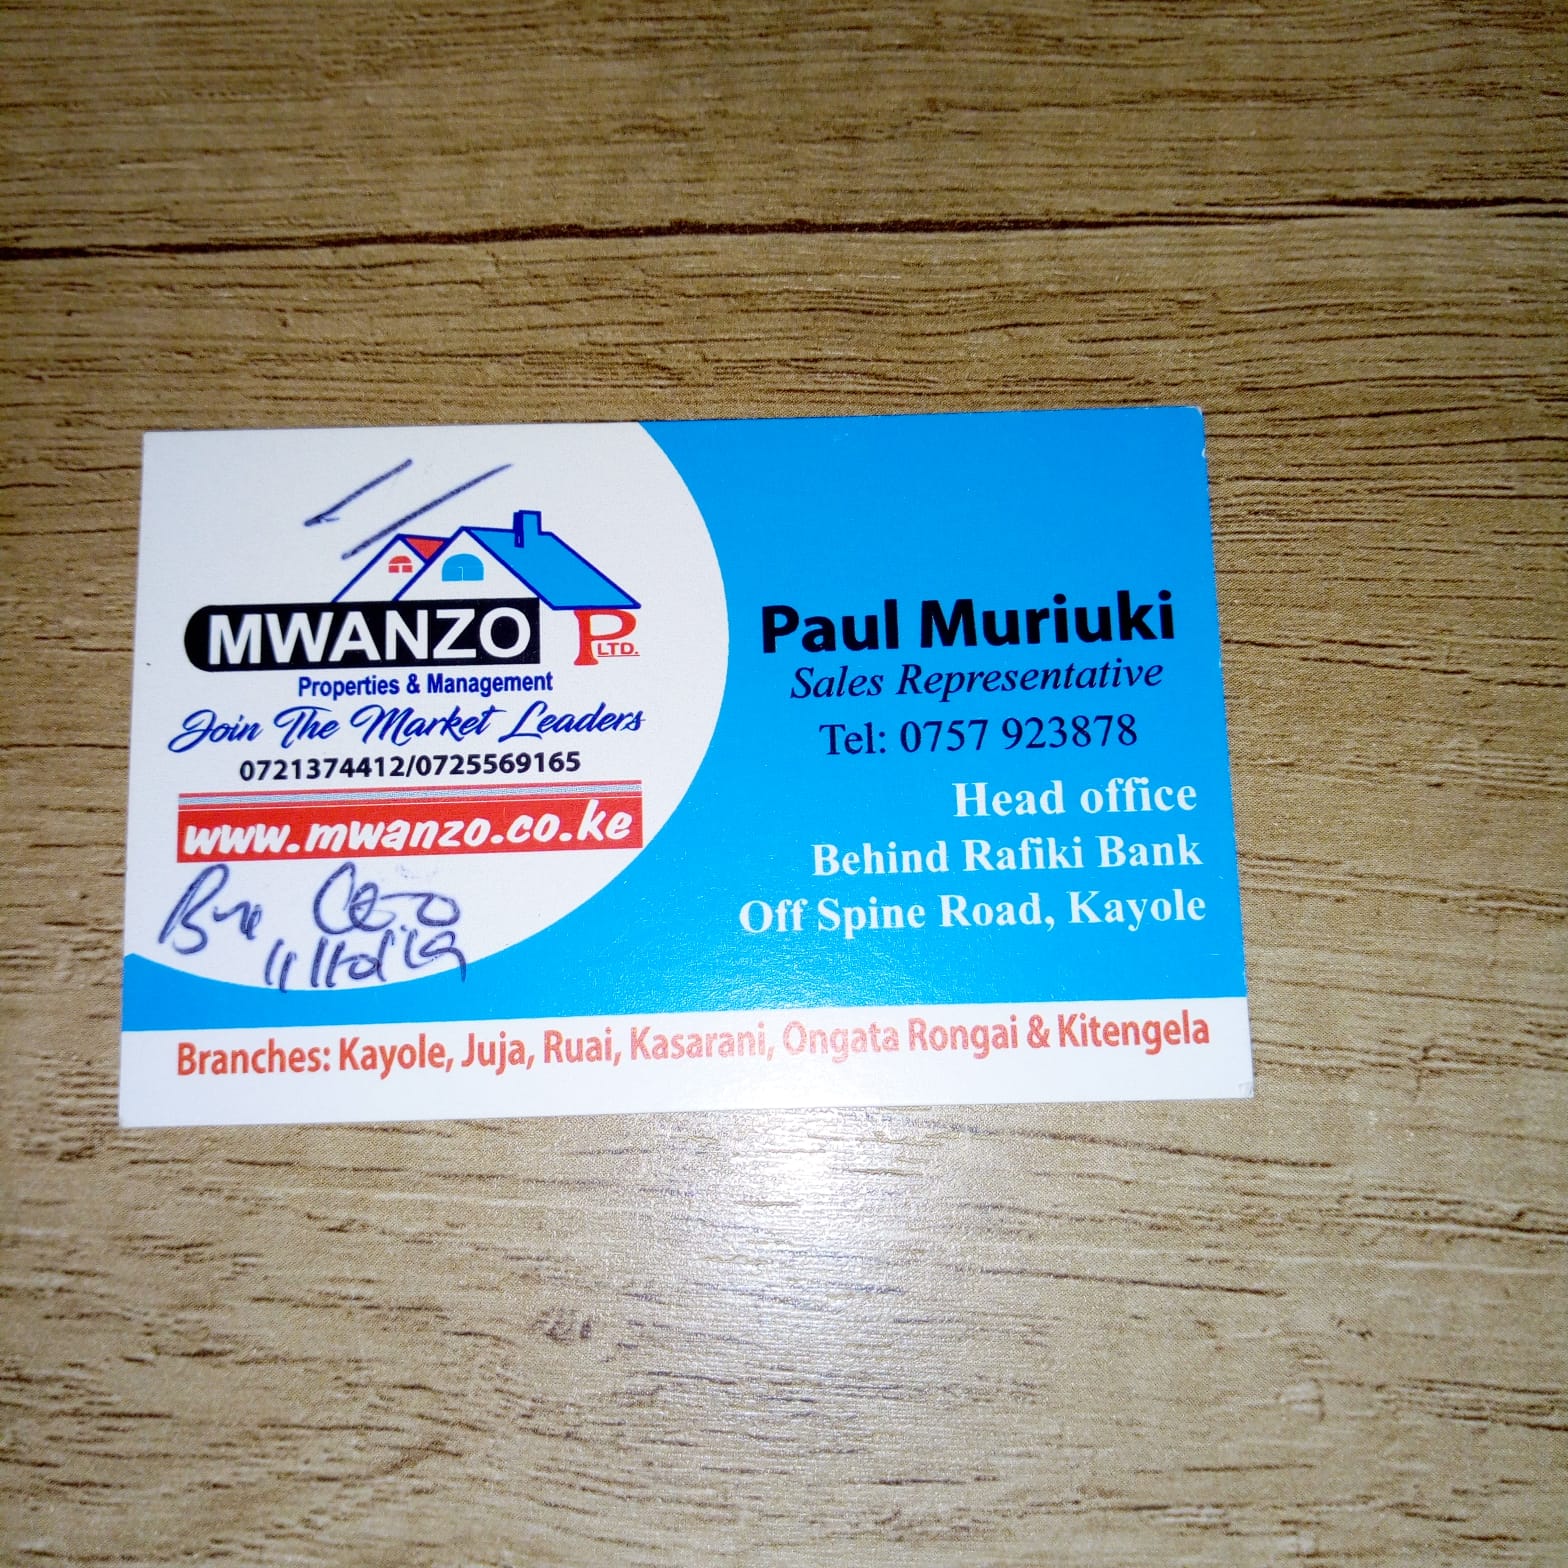 MWANZO P LTD.
Properties & Management
Join The Market Leaders
0721374412/0725569165
www.mwanzo.co.ke
Paul Muriuki
Sales Representative
Tel: 0757 923878
Head office
Behind Rafiki Bank
Off Spine Road, Kayole
Branches: Kayole, Juja, Ruai, Kasarani, Ongata Rongai & Kitengela